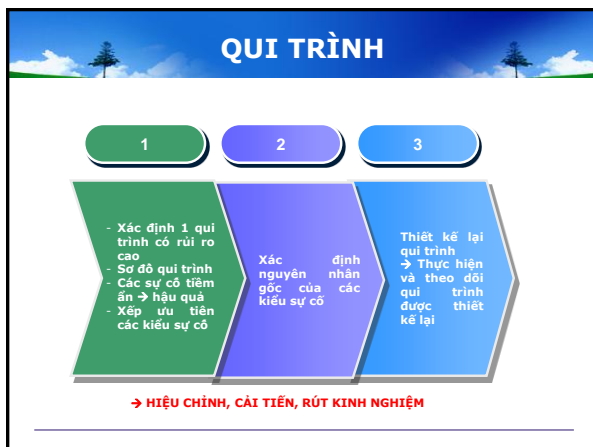 QUI TRÌNH
1
2
3
- Xác định 1 qui
trình có rủi ro
cao
- Sơ đồ qui trình
- Các sự cố tiềm
ẩn → hậu quả
- Xếp ưu tiên
các kiểu sự cố
Xác định
nguyên nhân
gốc của các
kiểu sự cố
Thiết kế lại
qui trình
→ Thực hiện
và theo dõi
qui trình
được thiết
kế lại
→ HIỆU CHỈNH, CẢI TIẾN, RÚT KINH NGHIỆM